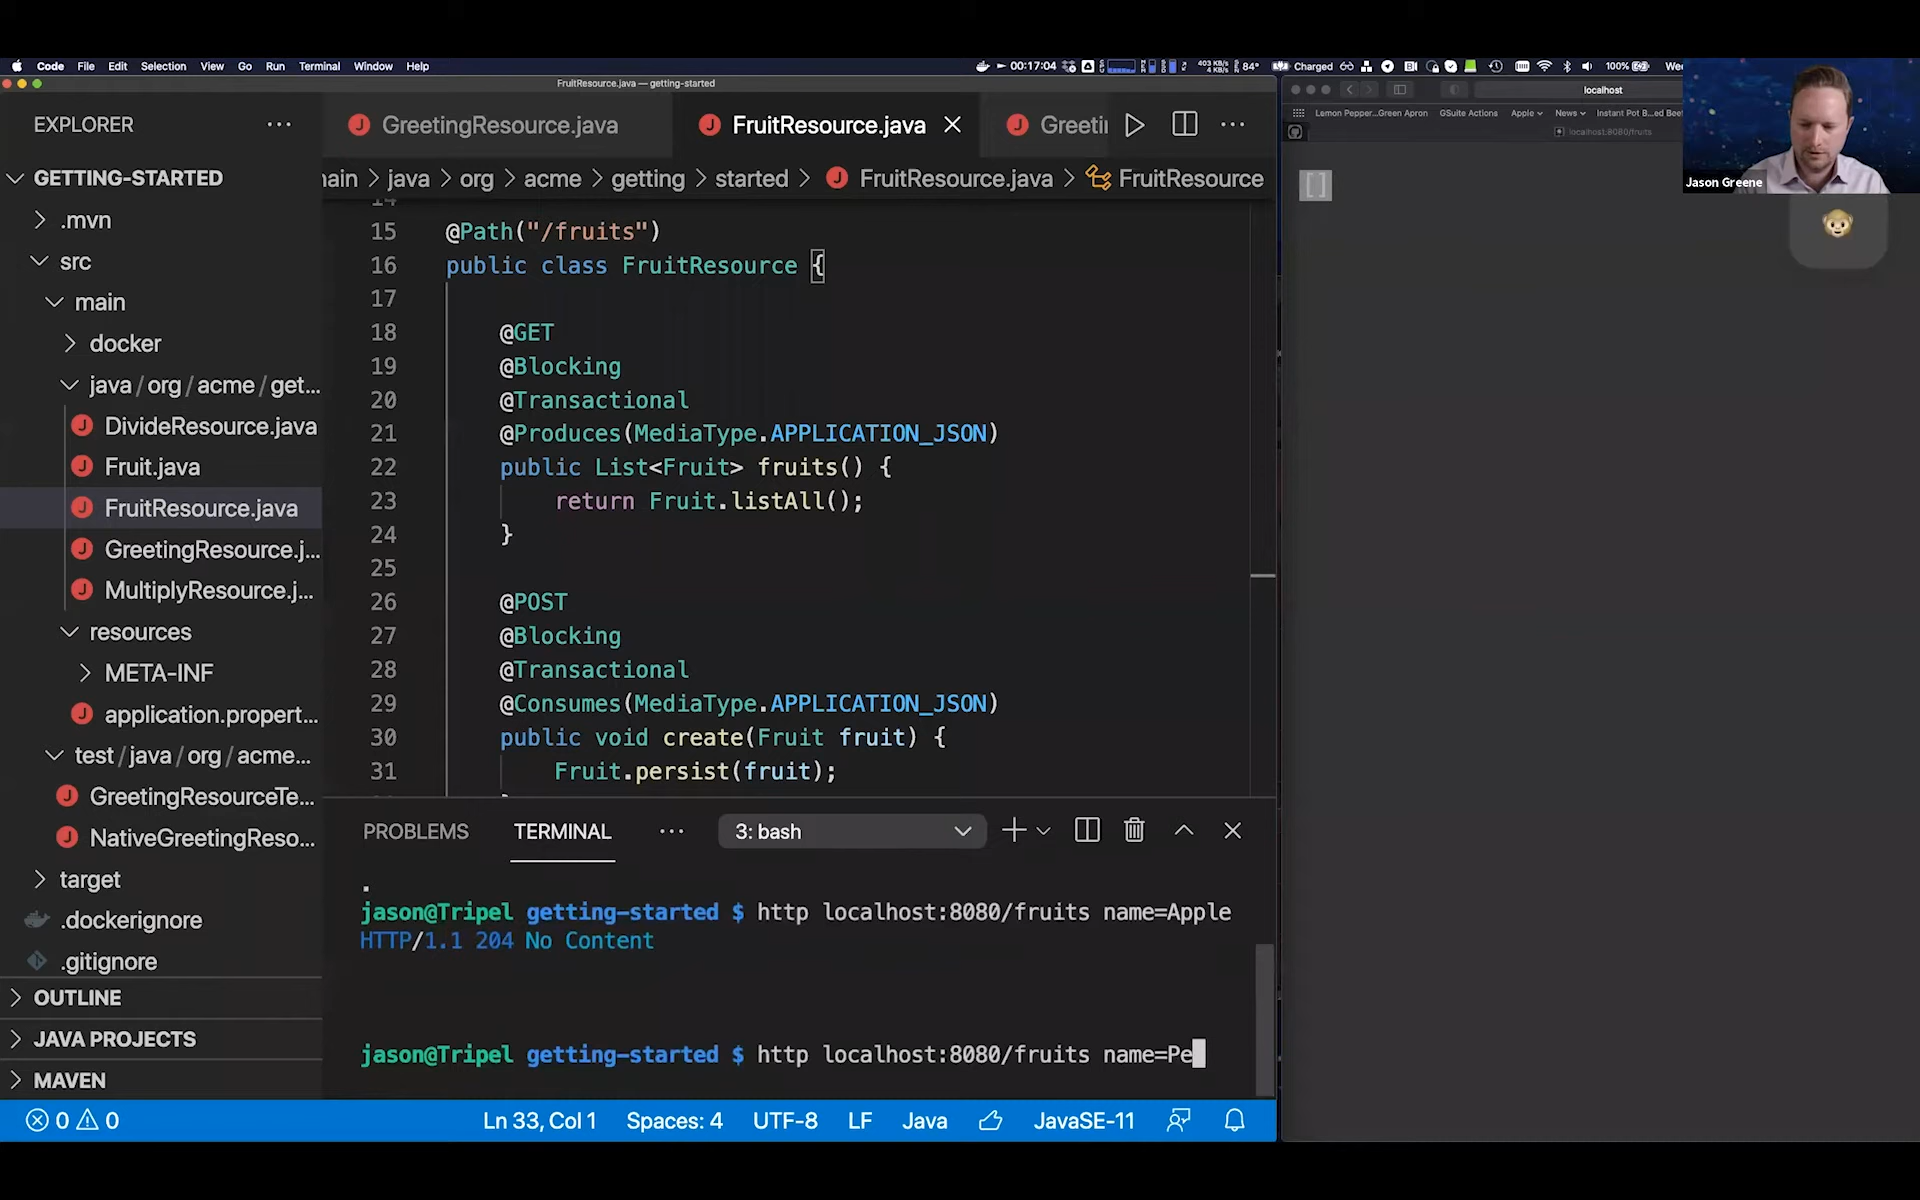 Code File Edit Selection View Go Run Terminal Window Help
00:17:04
403 KB/s
4 KB/s
84°
Charged
100%
FruitResource.java — getting-started
localhost
Lemon Pepper...Green Apron GSuite Actions Apple News Instant Pot B...ed Bee
localhost:8080/fruits
Jason Greene
EXPLORER
GreetingResource.java
FruitResource.java
Greetin
GETTING-STARTED
.mvn
src
main
docker
java/org/acme/get...
DivideResource.java
Fruit.java
FruitResource.java
GreetingResource.j...
MultiplyResource.j...
resources
META-INF
application.propert...
test/java/org/acme...
GreetingResourceTe...
NativeGreetingReso...
target
.dockerignore
.gitignore
OUTLINE
JAVA PROJECTS
MAVEN
ain > java > org > acme > getting > started > FruitResource.java > FruitResource
14
15 @Path("/fruits")
16 public class FruitResource {
17
18 @GET
19 @Blocking
20 @Transactional
21 @Produces(MediaType.APPLICATION_JSON)
22 public List<Fruit> fruits() {
23 return Fruit.listAll();
24 }
25
26 @POST
27 @Blocking
28 @Transactional
29 @Consumes(MediaType.APPLICATION_JSON)
30 public void create(Fruit fruit) {
31 Fruit.persist(fruit);
[]
PROBLEMS TERMINAL ··· 3: bash
.
jason@Tripel getting-started $ http localhost:8080/fruits name=Apple
HTTP/1.1 204 No Content
jason@Tripel getting-started $ http localhost:8080/fruits name=Pe
0 0
Ln 33, Col 1 Spaces: 4 UTF-8 LF Java JavaSE-11